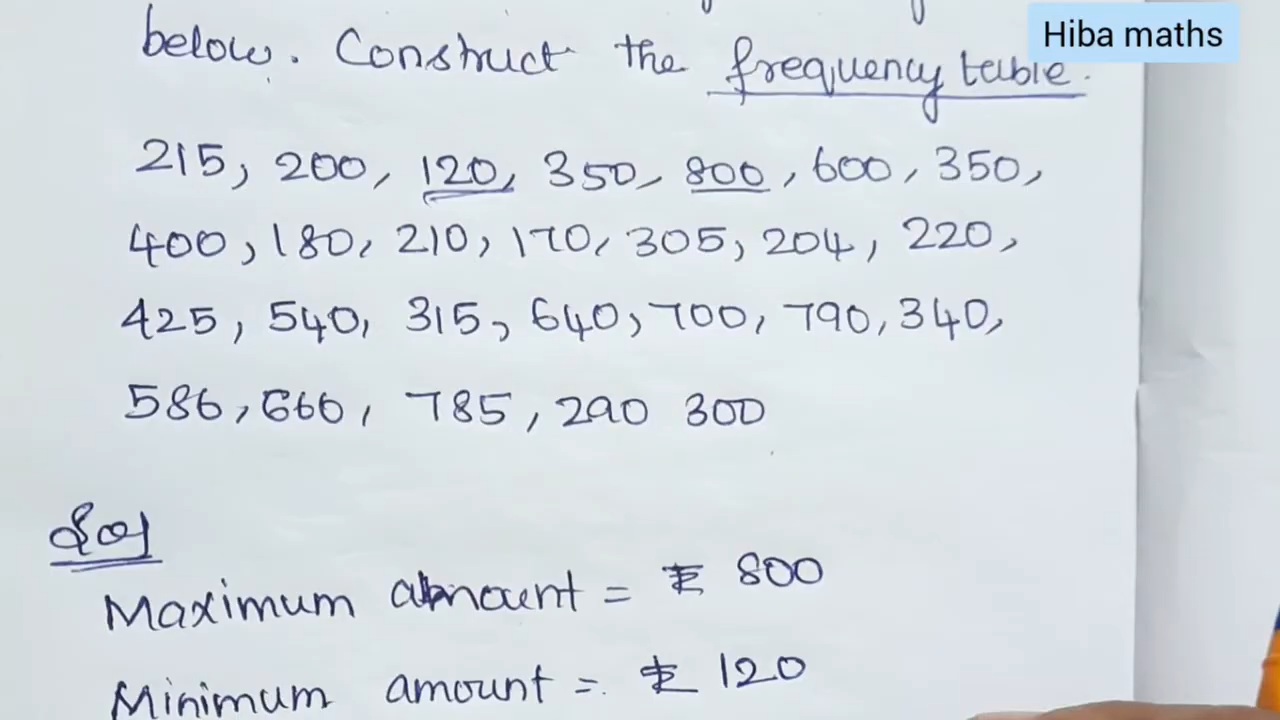 Hiba maths
below. Construct the frequency table.
215, 200, 120, 350, 800, 600, 350,
400, 180, 210, 170, 305, 204, 220,
425, 540, 315, 640, 700, 790, 340,
586, 660, 785, 290 300
Sol
Maximum amount = ₹ 800
Minimum amount = ₹ 120